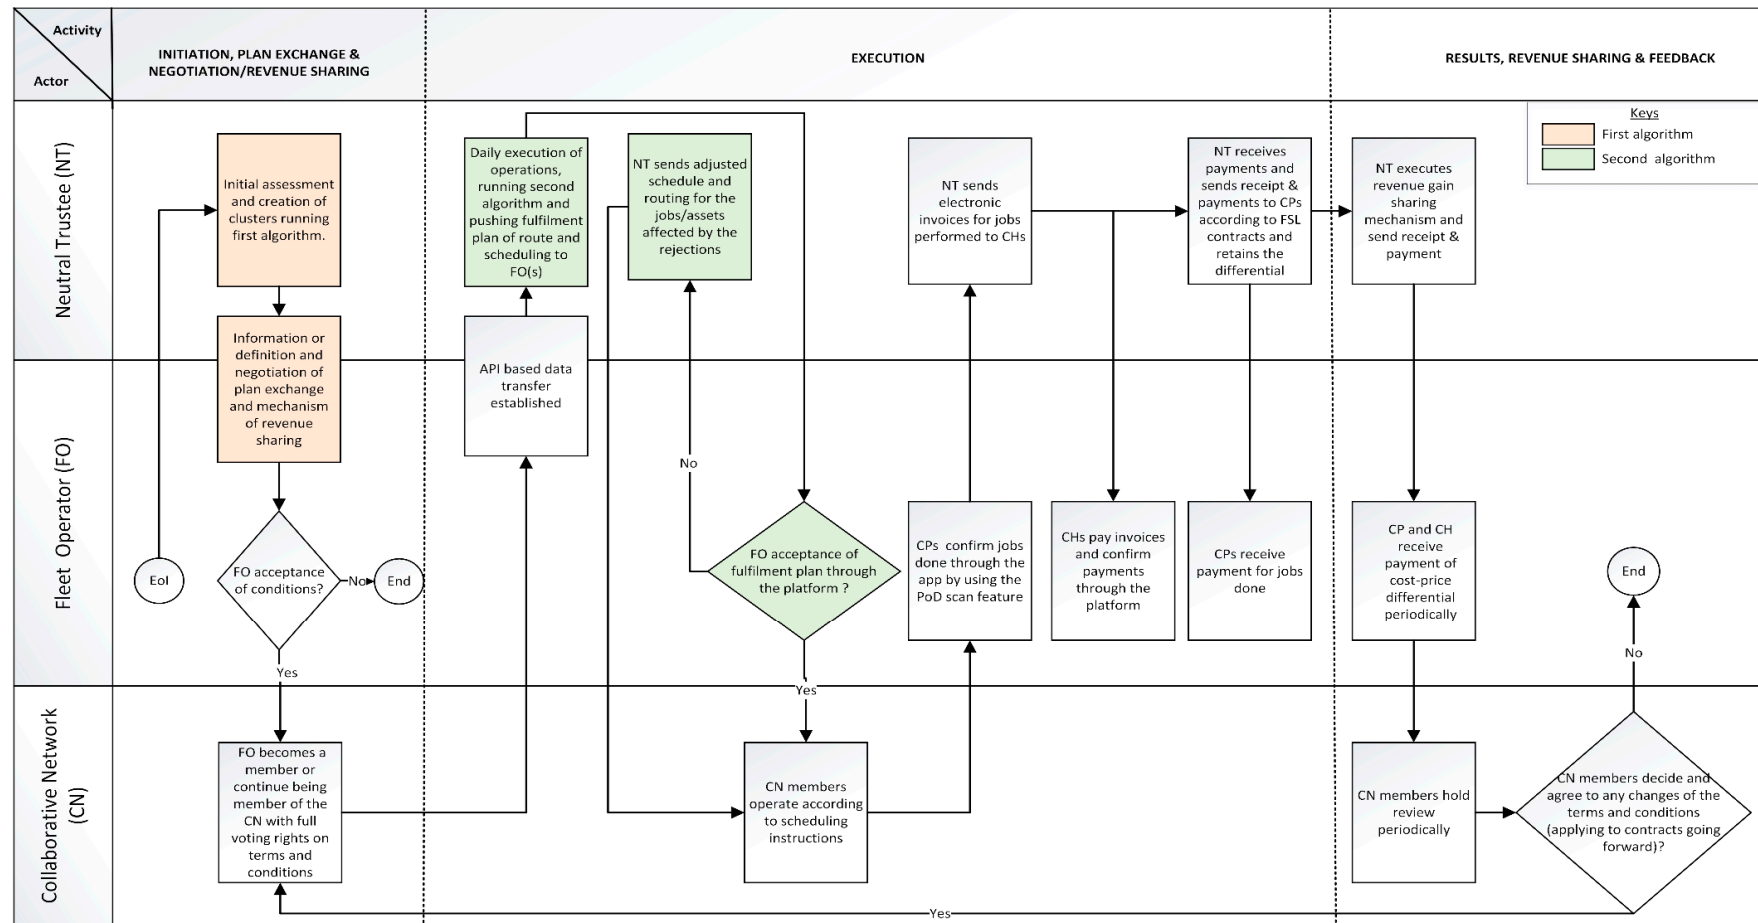 Activity
Actor
INITIATION, PLAN EXCHANGE &
NEGOTIATION/REVENUE SHARING
EXECUTION
RESULTS, REVENUE SHARING & FEEDBACK
Neutral Trustee (NT)
Initial assessment
and creation of
clusters running
first algorithm.
Daily execution of
operations,
running second
algorithm and
pushing fulfilment
plan of route and
scheduling to
FO(s)
NT sends adjusted
schedule and
routing for the
jobs/assets
affected by the
rejections
NT sends
electronic
invoices for jobs
performed to CHs
NT receives
payments and
sends receipt &
payments to CPs
according to FSL
contracts and
retains the
differential
NT executes
revenue gain
sharing
mechanism and
send receipt &
payment
Keys
First algorithm
Second algorithm
Fleet Operator (FO)
Information or
definition and
negotiation of
plan exchange
and mechanism
of revenue
sharing
API based data
transfer
established
EoI
FO acceptance
of conditions?
No
End
Yes
No
FO acceptance of
fulfilment plan through
the platform ?
Yes
CPs confirm jobs
done through the
app by using the
PoD scan feature
CHs pay invoices
and confirm
payments
through the
platform
CPs receive
payment for jobs
done
CP and CH
receive
payment of
cost-price
differential
periodically
End
No
Collaborative Network
(CN)
FO becomes a
member or
continue being
member of the
CN with full
voting rights on
terms and
conditions
CN members
operate according
to scheduling
instructions
CN members hold
review
periodically
CN members decide and
agree to any changes of the
terms and conditions
(applying to contracts going
forward)?
Yes